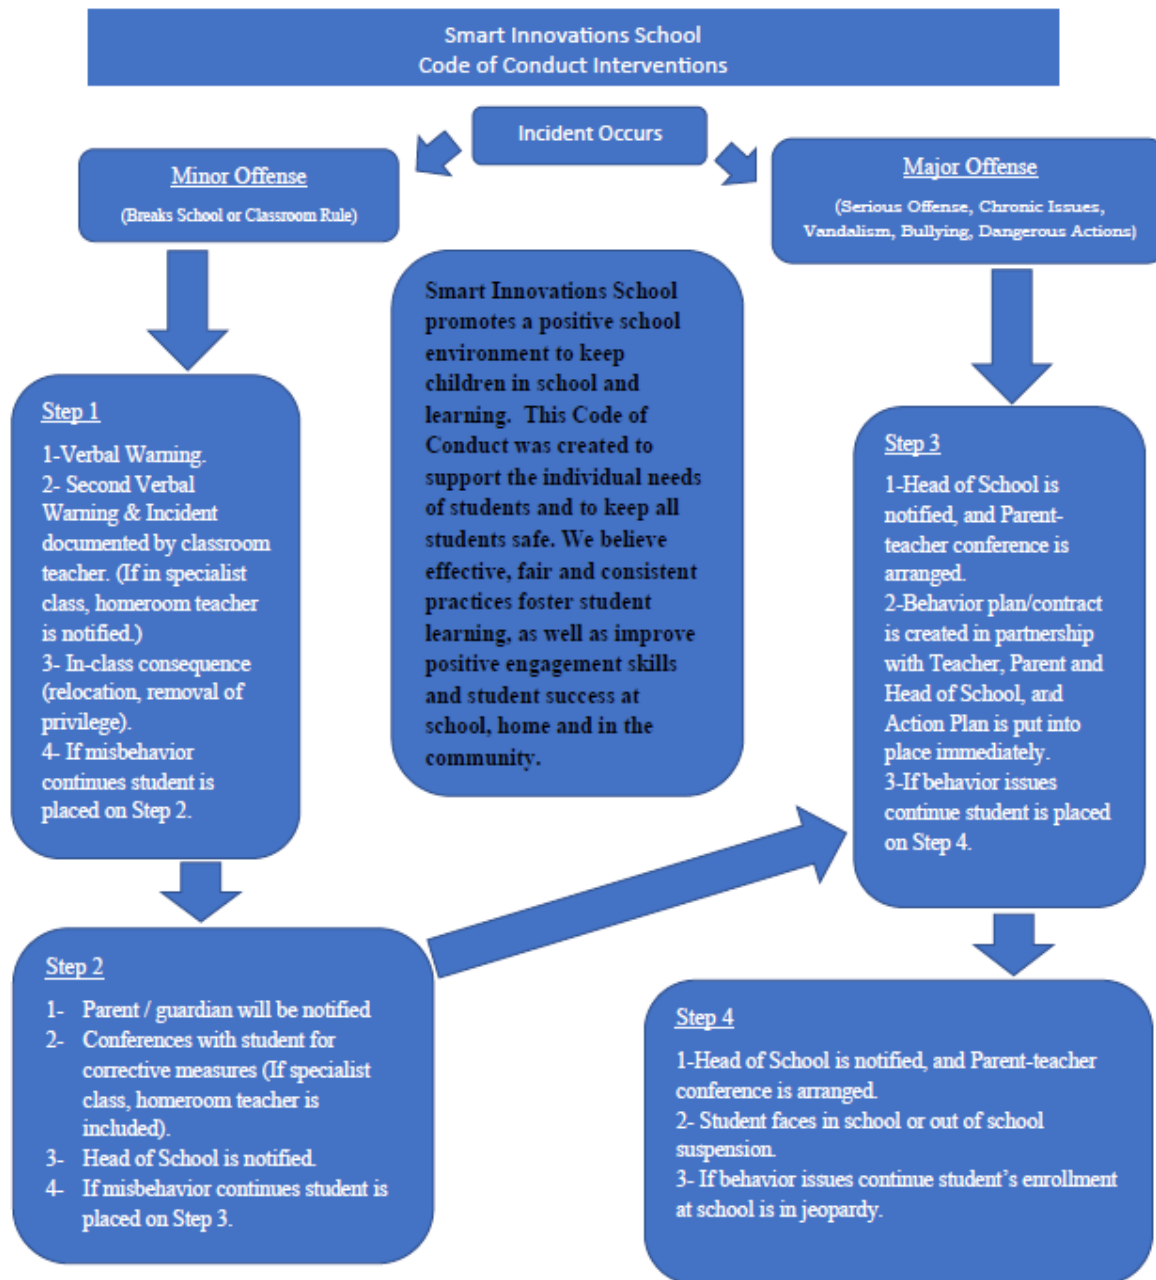 Smart Innovations School
Code of Conduct Interventions
Incident Occurs
Minor Offense
(Breaks School or Classroom Rule)
Major Offense
(Serious Offense, Chronic Issues,
Vandalism, Bullying, Dangerous Actions)
Smart Innovations School
promotes a positive school
environment to keep
children in school and
learning.  This Code of
Conduct was created to
support the individual needs
of students and to keep all
students safe. We believe
effective, fair and consistent
practices foster student
learning, as well as improve
positive engagement skills
and student success at
school, home and in the
community.
Step 1
1-Verbal Warning.
2- Second Verbal
Warning & Incident
documented by classroom
teacher. (If in specialist
class, homeroom teacher
is notified.)
3- In-class consequence
(relocation, removal of
privilege).
4- If misbehavior
continues student is
placed on Step 2.
Step 2
1- Parent / guardian will be notified
2- Conferences with student for
corrective measures (If specialist
class, homeroom teacher is
included).
3- Head of School is notified.
4- If misbehavior continues student is
placed on Step 3.
Step 3
1-Head of School is
notified, and Parent-
teacher conference is
arranged.
2-Behavior plan/contract
is created in partnership
with Teacher, Parent and
Head of School, and
Action Plan is put into
place immediately.
3-If behavior issues
continue student is placed
on Step 4.
Step 4
1-Head of School is notified, and Parent-teacher
conference is arranged.
2- Student faces in school or out of school
suspension.
3- If behavior issues continue student’s enrollment
at school is in jeopardy.